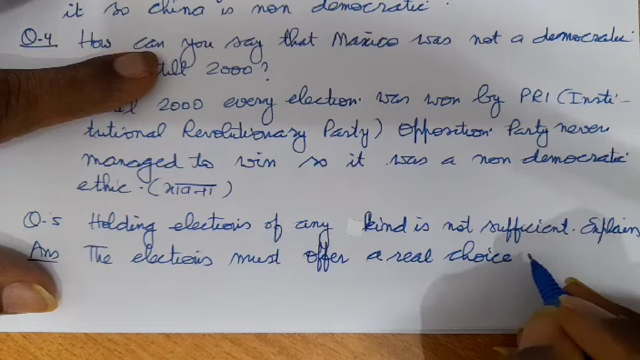 it so China is non democratic.
Q-4 How can you say that Maxico was not a democratic
till 2000?
2000 every election was won by PRI (Insti-
tutional Revolutionary Party) Opposition Party never
managed to win so it was a non democratic
ethic. (भावना)
Q-5 Holding elections of any kind is not sufficient. Explain
Ans The elections must offer a real choice